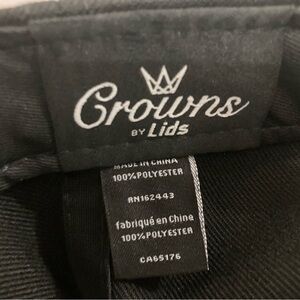 Crowns
BY Lids
MADE IN CHINA
100%POLYESTER
RN162443
fabriqué en Chine
100%POLYESTER
CA65176